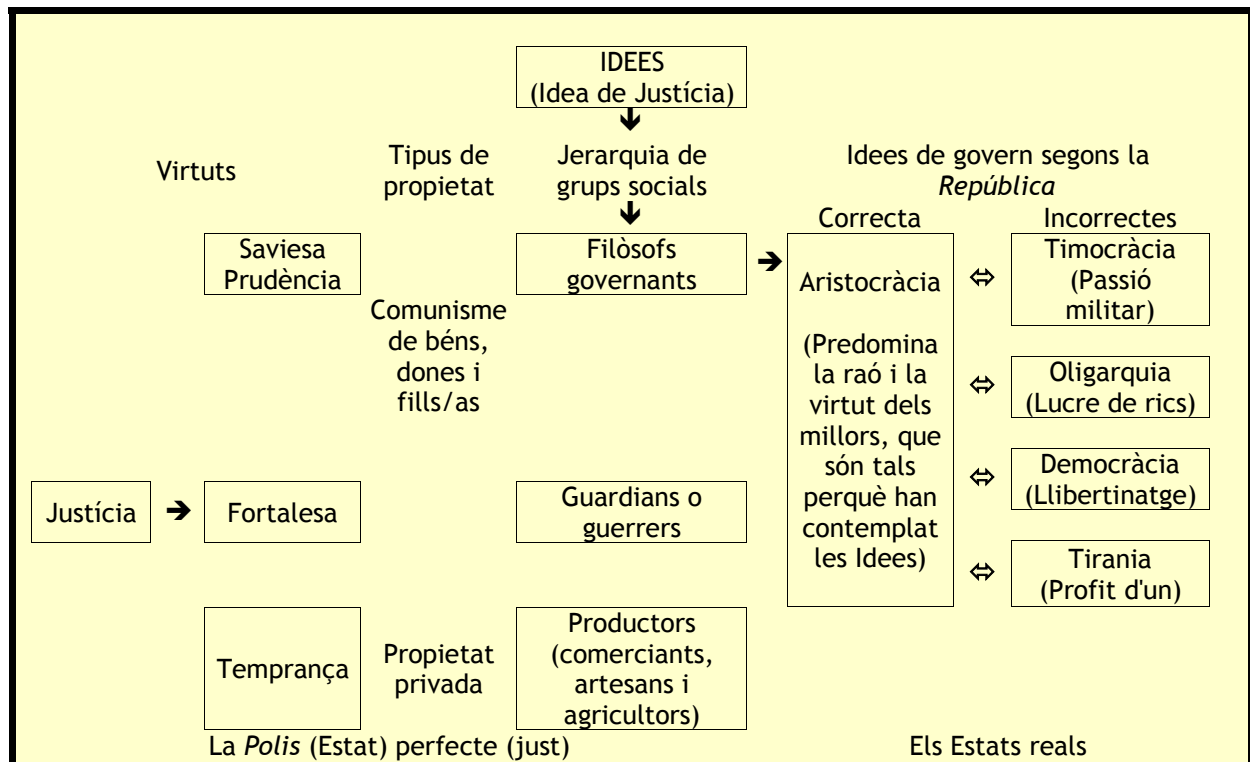 IDEES
(Idea de Justícia)
Virtuts
Tipus de
propietat
Jerarquia de
grups socials
Idees de govern segons la
República
Correcta
Incorrectes
Saviesa
Prudència
Comunisme
de béns,
dones i
fills/as
Filòsofs
governants
Aristocràcia
(Predomina
la raó i la
virtut dels
millors, que
són tals
perquè han
contemplat
les Idees)
Timocràcia
(Passió
militar)
Oligarquia
(Lucre de rics)
Democràcia
(Llibertinatge)
Tirania
(Profit d'un)
Justícia
Fortalesa
Guardians o
guerrers
Temprança
Propietat
privada
Productors
(comerciants,
artesans i
agricultors)
La Polis (Estat) perfecte (just)
Els Estats reals